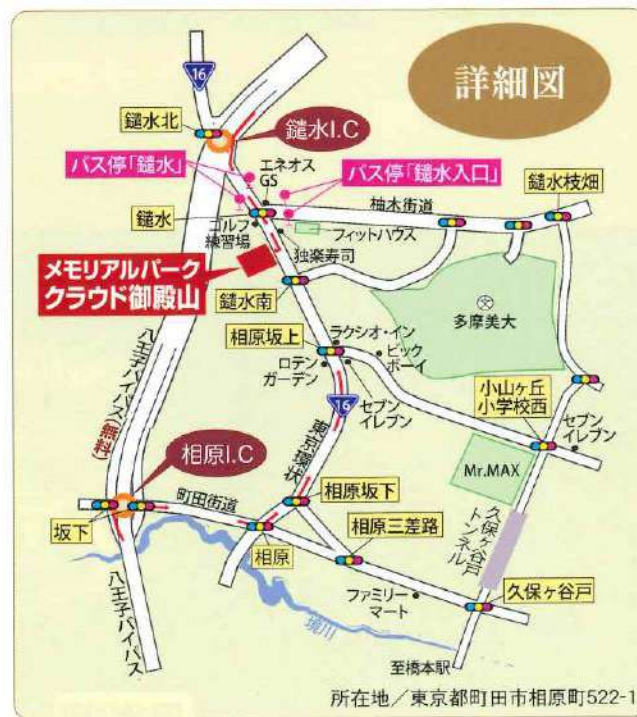 詳細図
16
鑓水北
鑓水I.C
バス停「鑓水」
エネオス
GS
バス停「鑓水入口」
鑓水枝畑
柚木街道
鑓水
ゴルフ
練習場
フィットハウス
独楽寿司
メモリアルパーク
クラウド御殿山
鑓水南
多摩美大
相原坂上
ラクシオ・イン
ビック
ボーイ
ロテン
ガーデン
セブン
イレブン
小山ヶ丘
小学校西
セブン
イレブン
八王子バイパス(無料)
16
東京環状
Mr.MAX
相原I.C
町田街道
相原坂下
坂下
相原
相原三差路
久保ヶ谷戸
トンネル
ファミリー
マート
久保ヶ谷戸
八王子バイパス
境川
至橋本駅
所在地/東京都町田市相原町522-1